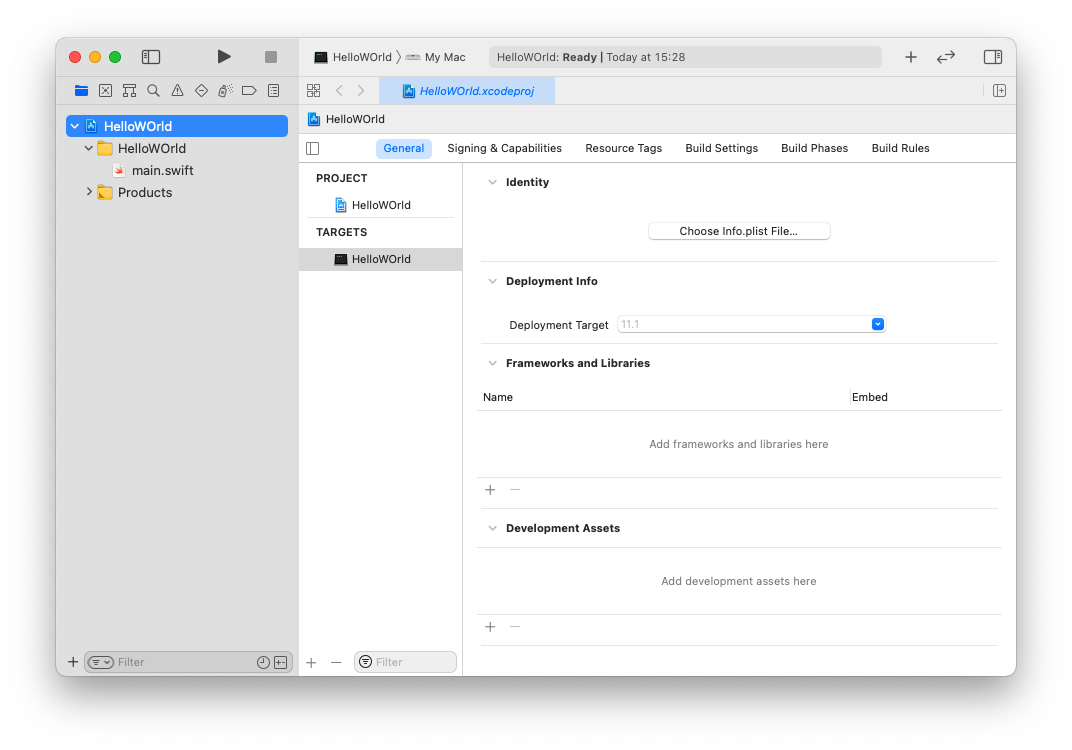 HelloWOrld 〉 My Mac
HelloWOrld: Ready | Today at 15:28
HelloWOrld.xcodeproj
HelloWOrld
HelloWOrld
main.swift
Products
Filter
HelloWOrld
General Signing & Capabilities Resource Tags Build Settings Build Phases Build Rules
PROJECT
HelloWOrld
TARGETS
HelloWOrld
Filter
Identity
Choose Info.plist File...
Deployment Info
Deployment Target 11.1
Frameworks and Libraries
Name Embed
Add frameworks and libraries here
Development Assets
Add development assets here